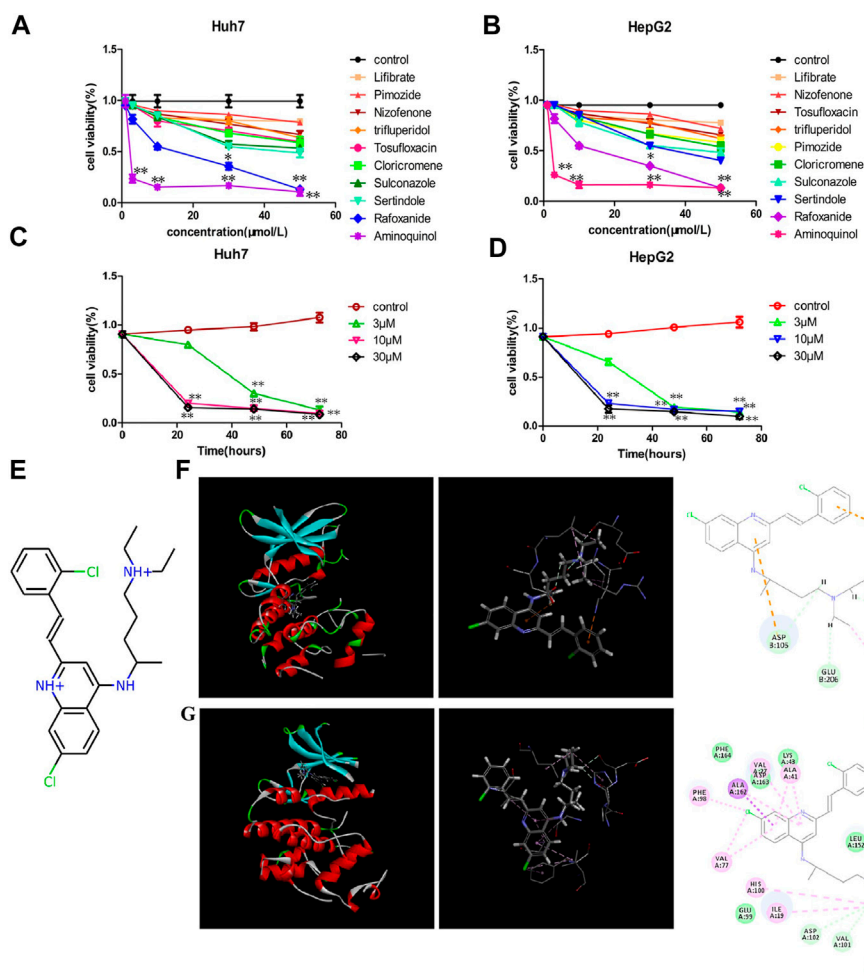 A
Huh7
cell viability(%)
1.5
1.0
0.5
0.0
0
20
40
60
concentration(µmol/L)
*
**
**
**
**
**
**
control
Lifibrate
Pimozide
Nizofenone
trifluperidol
Tosufloxacin
Cloricromene
Sulconazole
Sertindole
Rafoxanide
Aminoquinol
B
HepG2
cell viability(%)
1.5
1.0
0.5
0.0
0
20
40
60
concentration(µmol/L)
*
**
**
**
**
**
control
Lifibrate
Nizofenone
Tosufloxacin
trifluperidol
Pimozide
Cloricromene
Sulconazole
Sertindole
Rafoxanide
Aminoquinol
C
Huh7
cell viability(%)
1.5
1.0
0.5
0.0
0
20
40
60
80
Time(hours)
**
**
**
**
**
**
**
**
**
control
3µM
10µM
30µM
D
HepG2
cell viability(%)
1.5
1.0
0.5
0.0
0
20
40
60
80
Time(hours)
**
**
**
**
**
**
**
**
**
control
3µM
10µM
30µM
E
Cl
NH+
NH+
NH
Cl
F
Cl
Cl
N
N
N
H
H
H
ASP
B:105
GLU
B:206
G
PHE
A:164
VAL
A:27
LYS
A:43
ASP
A:163
ALA
A:41
ALA
A:162
PHE
A:98
Cl
Cl
N
N
LEU
A:152
VAL
A:77
HIS
A:100
GLU
A:99
ILE
A:19
ASP
A:102
VAL
A:101